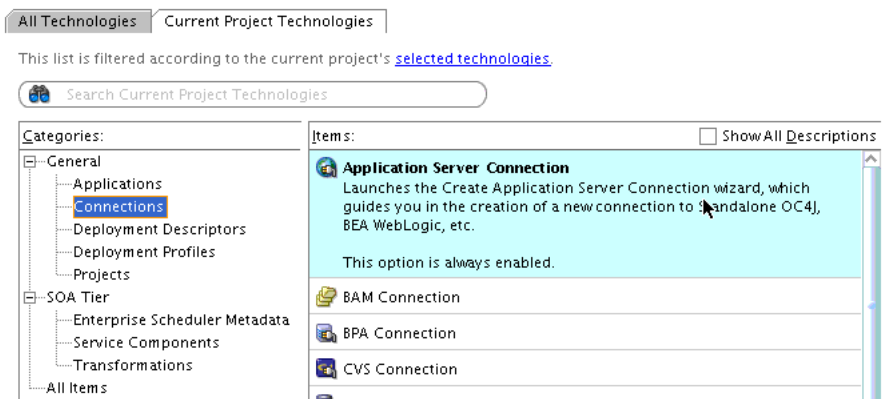 All Technologies
Current Project Technologies
This list is filtered according to the current project's selected technologies.
Search Current Project Technologies
Categories:
General
Applications
Connections
Deployment Descriptors
Deployment Profiles
Projects
SOA Tier
Enterprise Scheduler Metadata
Service Components
Transformations
All Items
Items:
Show All Descriptions
Application Server Connection
Launches the Create Application Server Connection wizard, which
guides you in the creation of a new connection to Standalone OC4J,
BEA WebLogic, etc.
This option is always enabled.
BAM Connection
BPA Connection
CVS Connection